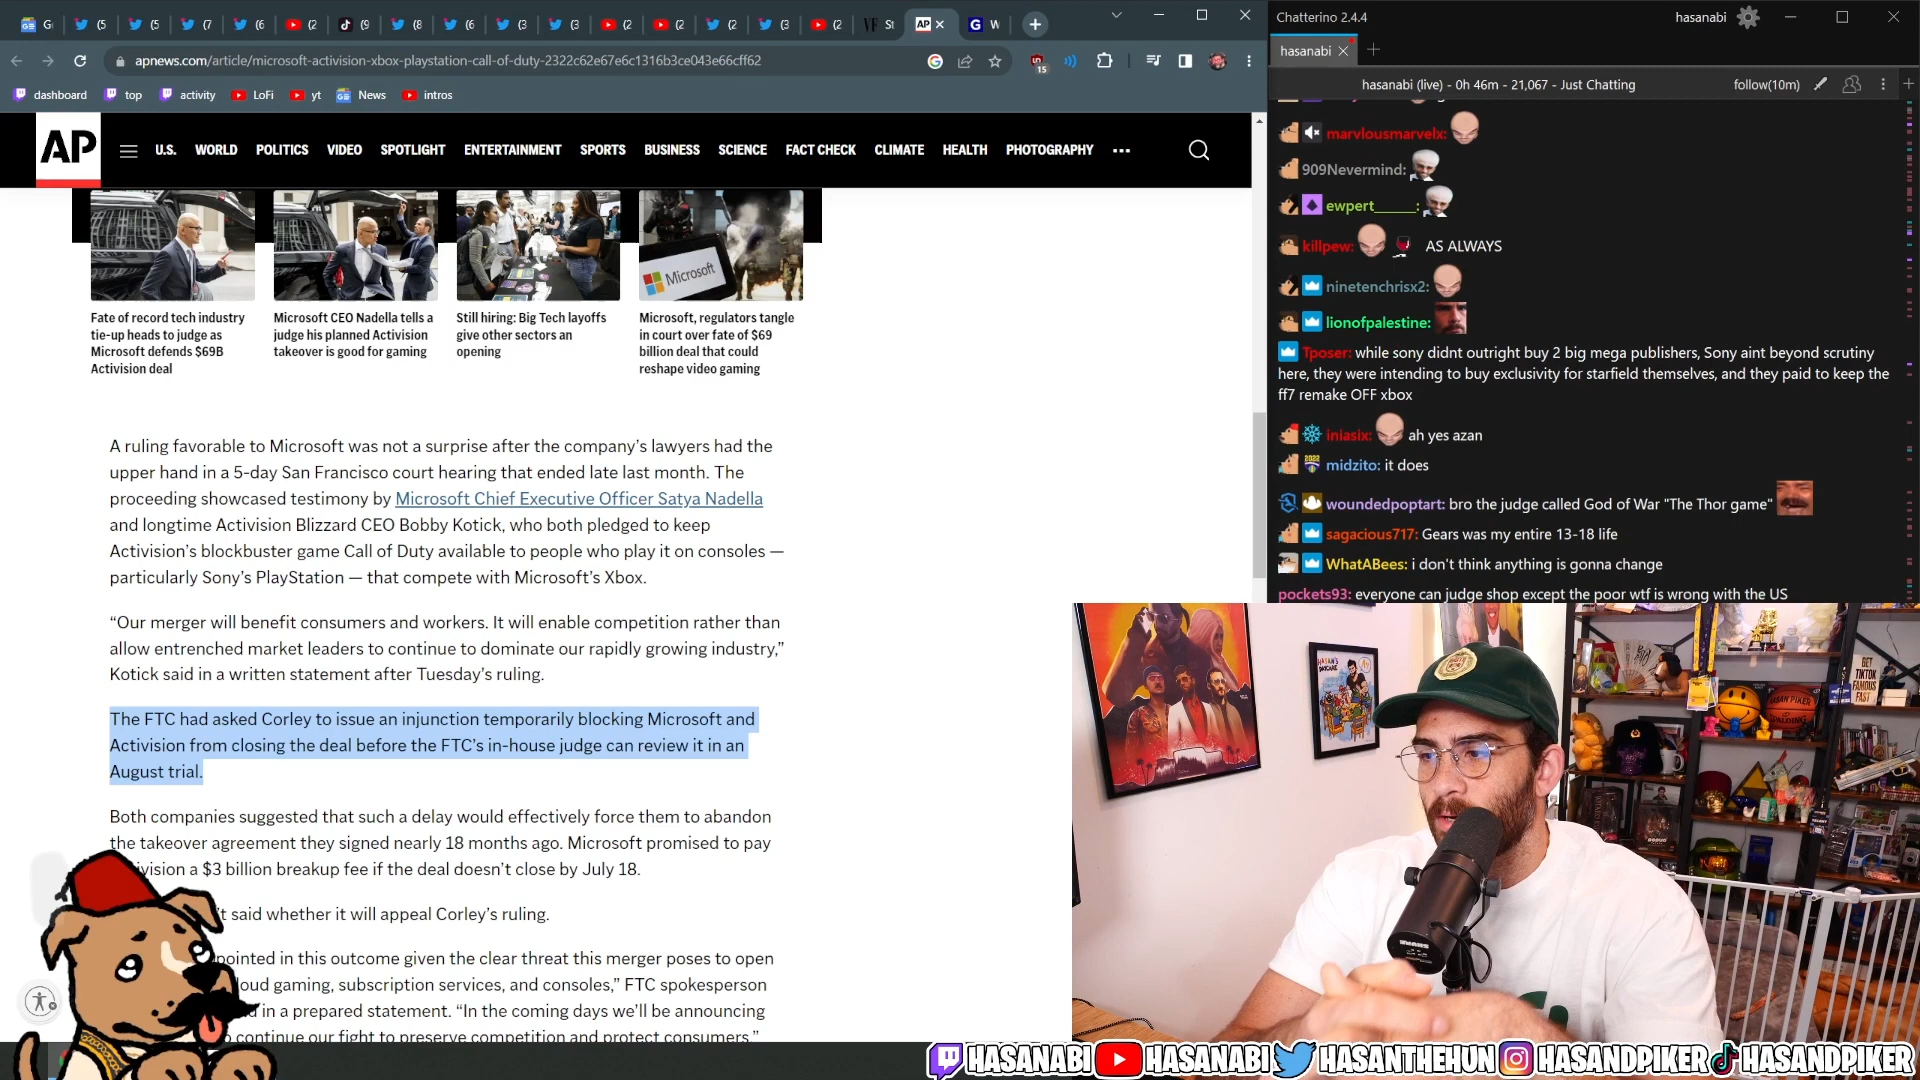 apnews.com/article/microsoft-activision-xbox-playstation-call-of-duty-2322c62e67e6c1316b3ce043e66cff62
dashboard top activity LoFi yt News intros
AP U.S. WORLD POLITICS VIDEO SPOTLIGHT ENTERTAINMENT SPORTS BUSINESS SCIENCE FACT CHECK CLIMATE HEALTH PHOTOGRAPHY
Microsoft
Fate of record tech industry
tie-up heads to judge as
Microsoft defends $69B
Activision deal
Microsoft CEO Nadella tells a
judge his planned Activision
takeover is good for gaming
Still hiring: Big Tech layoffs
give other sectors an
opening
Microsoft, regulators tangle
in court over fate of $69
billion deal that could
reshape video gaming
A ruling favorable to Microsoft was not a surprise after the company’s lawyers had the
upper hand in a 5-day San Francisco court hearing that ended late last month. The
proceeding showcased testimony by Microsoft Chief Executive Officer Satya Nadella
and longtime Activision Blizzard CEO Bobby Kotick, who both pledged to keep
Activision’s blockbuster game Call of Duty available to people who play it on consoles —
particularly Sony’s PlayStation — that compete with Microsoft’s Xbox.
“Our merger will benefit consumers and workers. It will enable competition rather than
allow entrenched market leaders to continue to dominate our rapidly growing industry,”
Kotick said in a written statement after Tuesday’s ruling.
The FTC had asked Corley to issue an injunction temporarily blocking Microsoft and
Activision from closing the deal before the FTC’s in-house judge can review it in an
August trial.
Both companies suggested that such a delay would effectively force them to abandon
the takeover agreement they signed nearly 18 months ago. Microsoft promised to pay
vision a $3 billion breakup fee if the deal doesn’t close by July 18.
’t said whether it will appeal Corley’s ruling.
pointed in this outcome given the clear threat this merger poses to open
loud gaming, subscription services, and consoles,” FTC spokesperson
d in a prepared statement. “In the coming days we’ll be announcing
o continue our fight to preserve competition and protect consumers.”
Chatterino 2.4.4 hasanabi
hasanabi
hasanabi (live) - 0h 46m - 21,067 - Just Chatting follow(10m)
marvlousmarvelx:
909Nevermind:
ewpert_____:
killpew: AS ALWAYS
ninetenchrisx2:
lionofpalestine:
Tposer: while sony didnt outright buy 2 big mega publishers, Sony aint beyond scrutiny
here, they were intending to buy exclusivity for starfield themselves, and they paid to keep the
ff7 remake OFF xbox
iniasix: ah yes azan
midzito: it does
woundedpoptart: bro the judge called God of War "The Thor game"
sagacious717: Gears was my entire 13-18 life
WhatABees: i don't think anything is gonna change
pockets93: everyone can judge shop except the poor wtf is wrong with the US
GET
TIKTOK
FAMOUS
FAST
HASAN PIKER
SPALDING
HASANABI HASANABI HASANTHEHUN HASANDPIKER HASANDPIKER